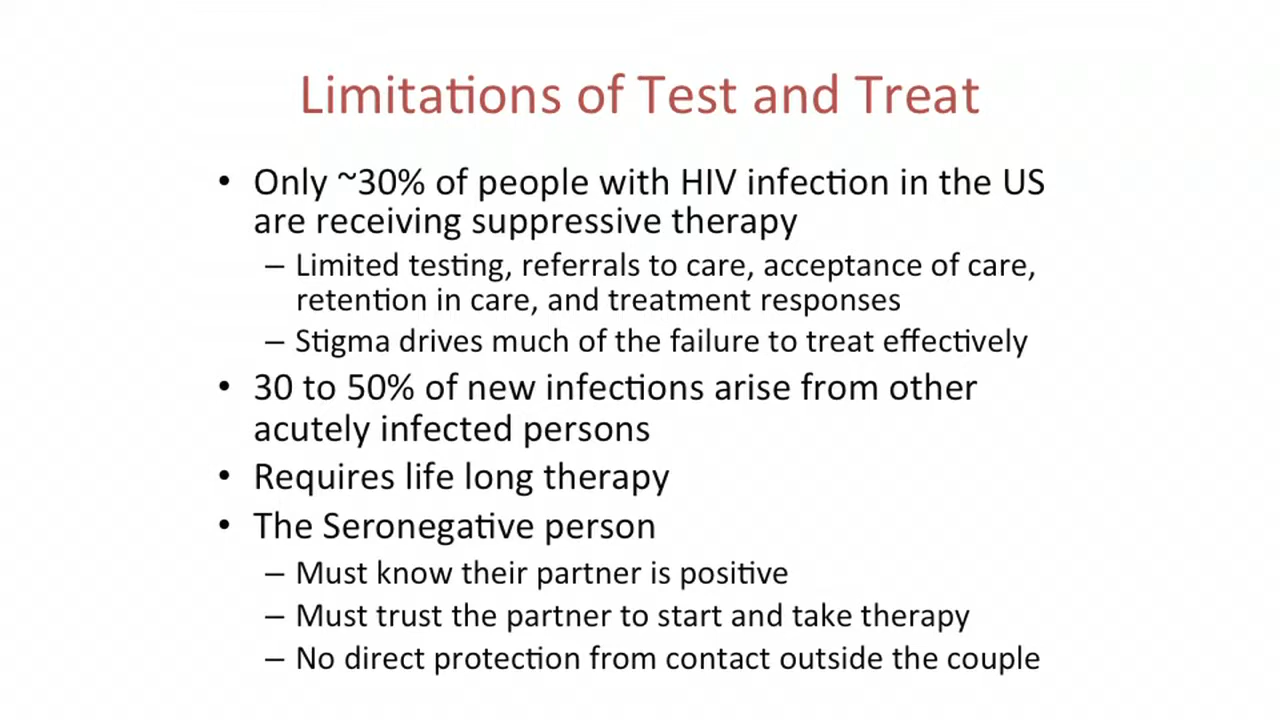 Limitations of Test and Treat
• Only ~30% of people with HIV infection in the US
are receiving suppressive therapy
– Limited testing, referrals to care, acceptance of care,
retention in care, and treatment responses
– Stigma drives much of the failure to treat effectively
• 30 to 50% of new infections arise from other
acutely infected persons
• Requires life long therapy
• The Seronegative person
– Must know their partner is positive
– Must trust the partner to start and take therapy
– No direct protection from contact outside the couple